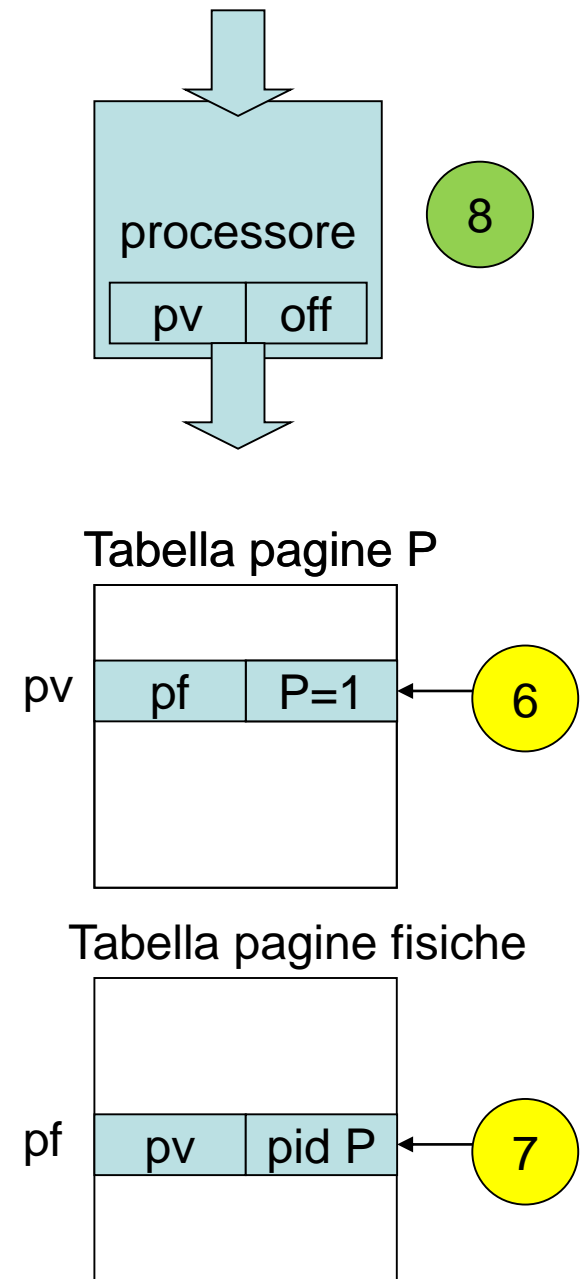 processore 8
pv off
Tabella pagine P
pv pf P=1 6
Tabella pagine fisiche
pf pv pid P 7